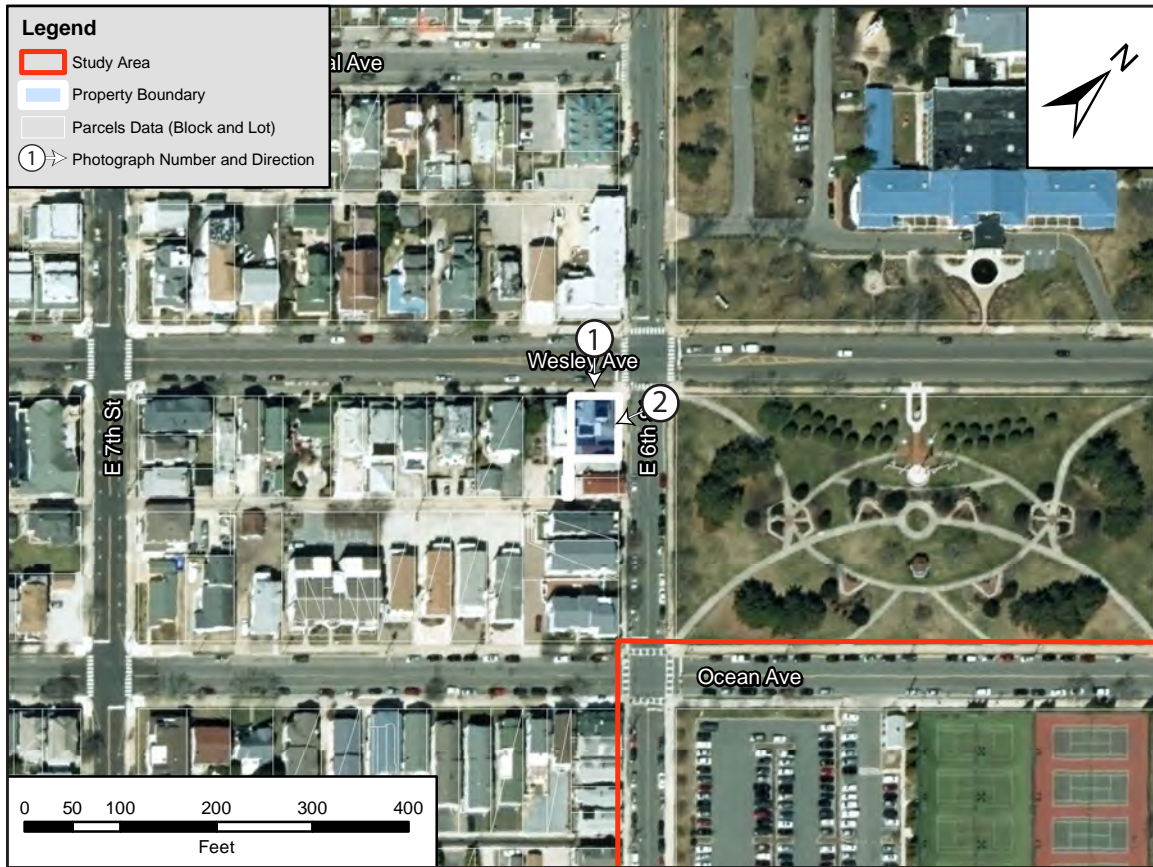 Legend
Study Area
Property Boundary
Parcels Data (Block and Lot)
1 Photograph Number and Direction
al Ave
N
1
Wesley Ave
2
E 7th St
E 6th
Ocean Ave
0 50 100 200 300 400
Feet